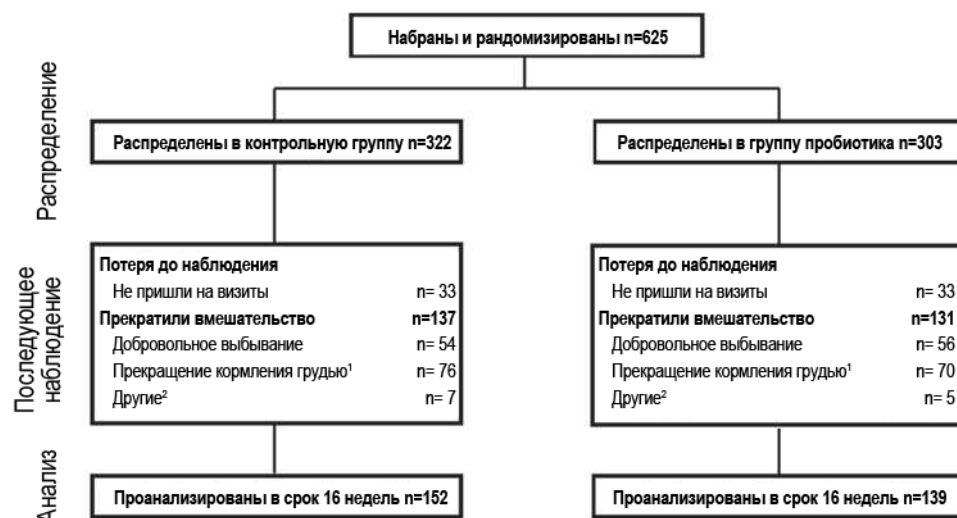 Набраны и рандомизированы n=625
Распределение
Распределены в контрольную группу n=322
Распределены в группу пробиотика n=303
Последующее
наблюдение
Потеря до наблюдения
Не пришли на визиты n= 33
Прекратили вмешательство n=137
Добровольное выбывание n= 54
Прекращение кормления грудью¹ n= 76
Другие² n= 7
Потеря до наблюдения
Не пришли на визиты n= 33
Прекратили вмешательство n=131
Добровольное выбывание n= 56
Прекращение кормления грудью¹ n= 70
Другие² n= 5
Анализ
Проанализированы в срок 16 недель n=152
Проанализированы в срок 16 недель n=139